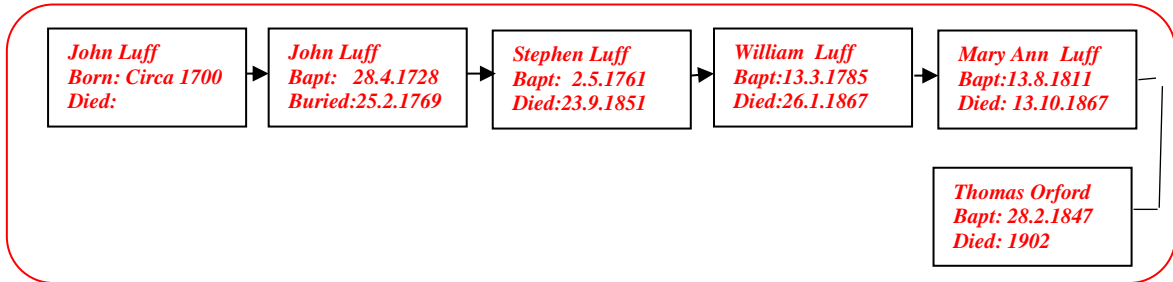 John Luff
Born: Circa 1700
Died:
John Luff
Bapt: 28.4.1728
Buried:25.2.1769
Stephen Luff
Bapt: 2.5.1761
Died:23.9.1851
William Luff
Bapt:13.3.1785
Died:26.1.1867
Mary Ann Luff
Bapt:13.8.1811
Died: 13.10.1867
Thomas Orford
Bapt: 28.2.1847
Died: 1902